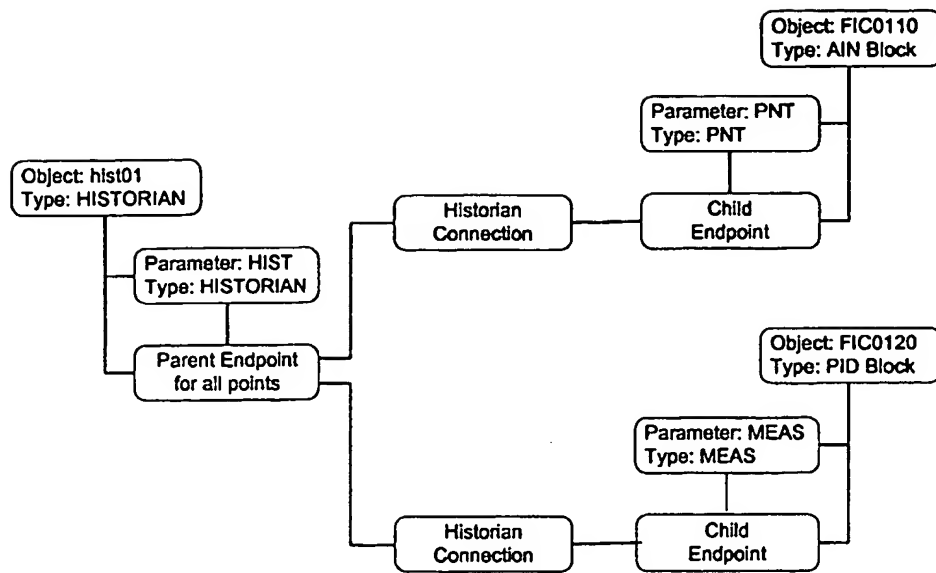 Object: FIC0110
Type: AIN Block
Parameter: PNT
Type: PNT
Object: hist01
Type: HISTORIAN
Historian
Connection
Child
Endpoint
Parameter: HIST
Type: HISTORIAN
Parent Endpoint
for all points
Object: FIC0120
Type: PID Block
Parameter: MEAS
Type: MEAS
Historian
Connection
Child
Endpoint